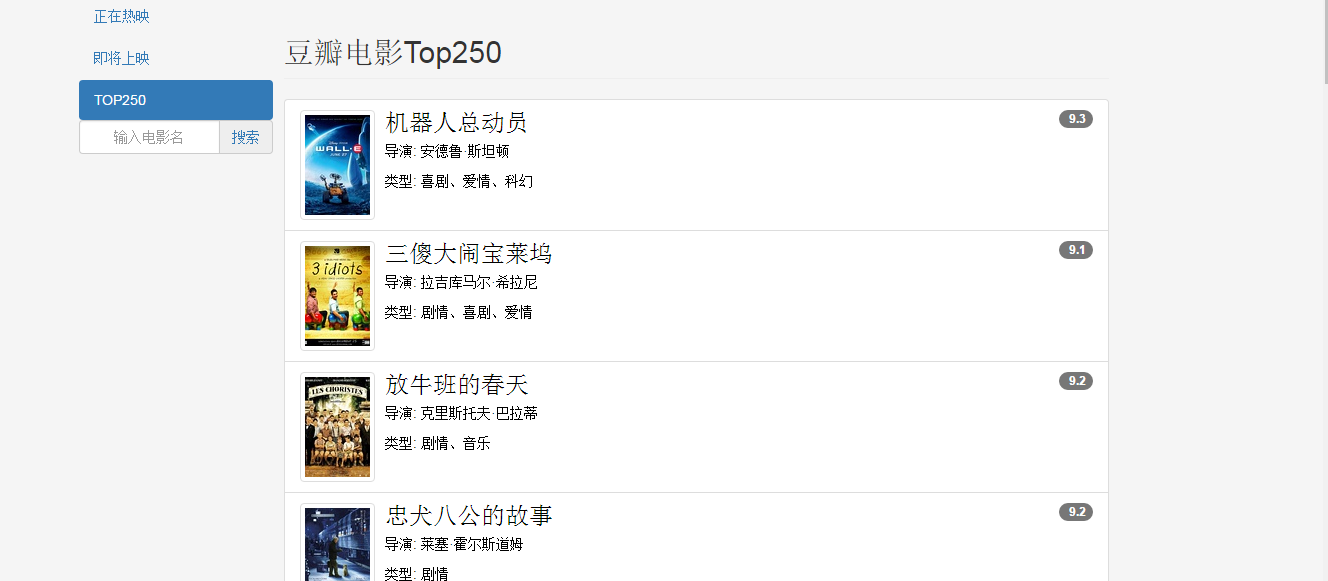 正在热映
即将上映
TOP250
输入电影名 搜索
豆瓣电影Top250
WALL·E
机器人总动员
9.3
导演: 安德鲁·斯坦顿
类型: 喜剧、爱情、科幻
3 idiots
三傻大闹宝莱坞
9.1
导演: 拉吉库马尔·希拉尼
类型: 剧情、喜剧、爱情
LES CHORISTES
放牛班的春天
9.2
导演: 克里斯托夫·巴拉蒂
类型: 剧情、音乐
忠犬八公的故事
9.2
导演: 莱塞·霍尔斯道姆
类型: 剧情